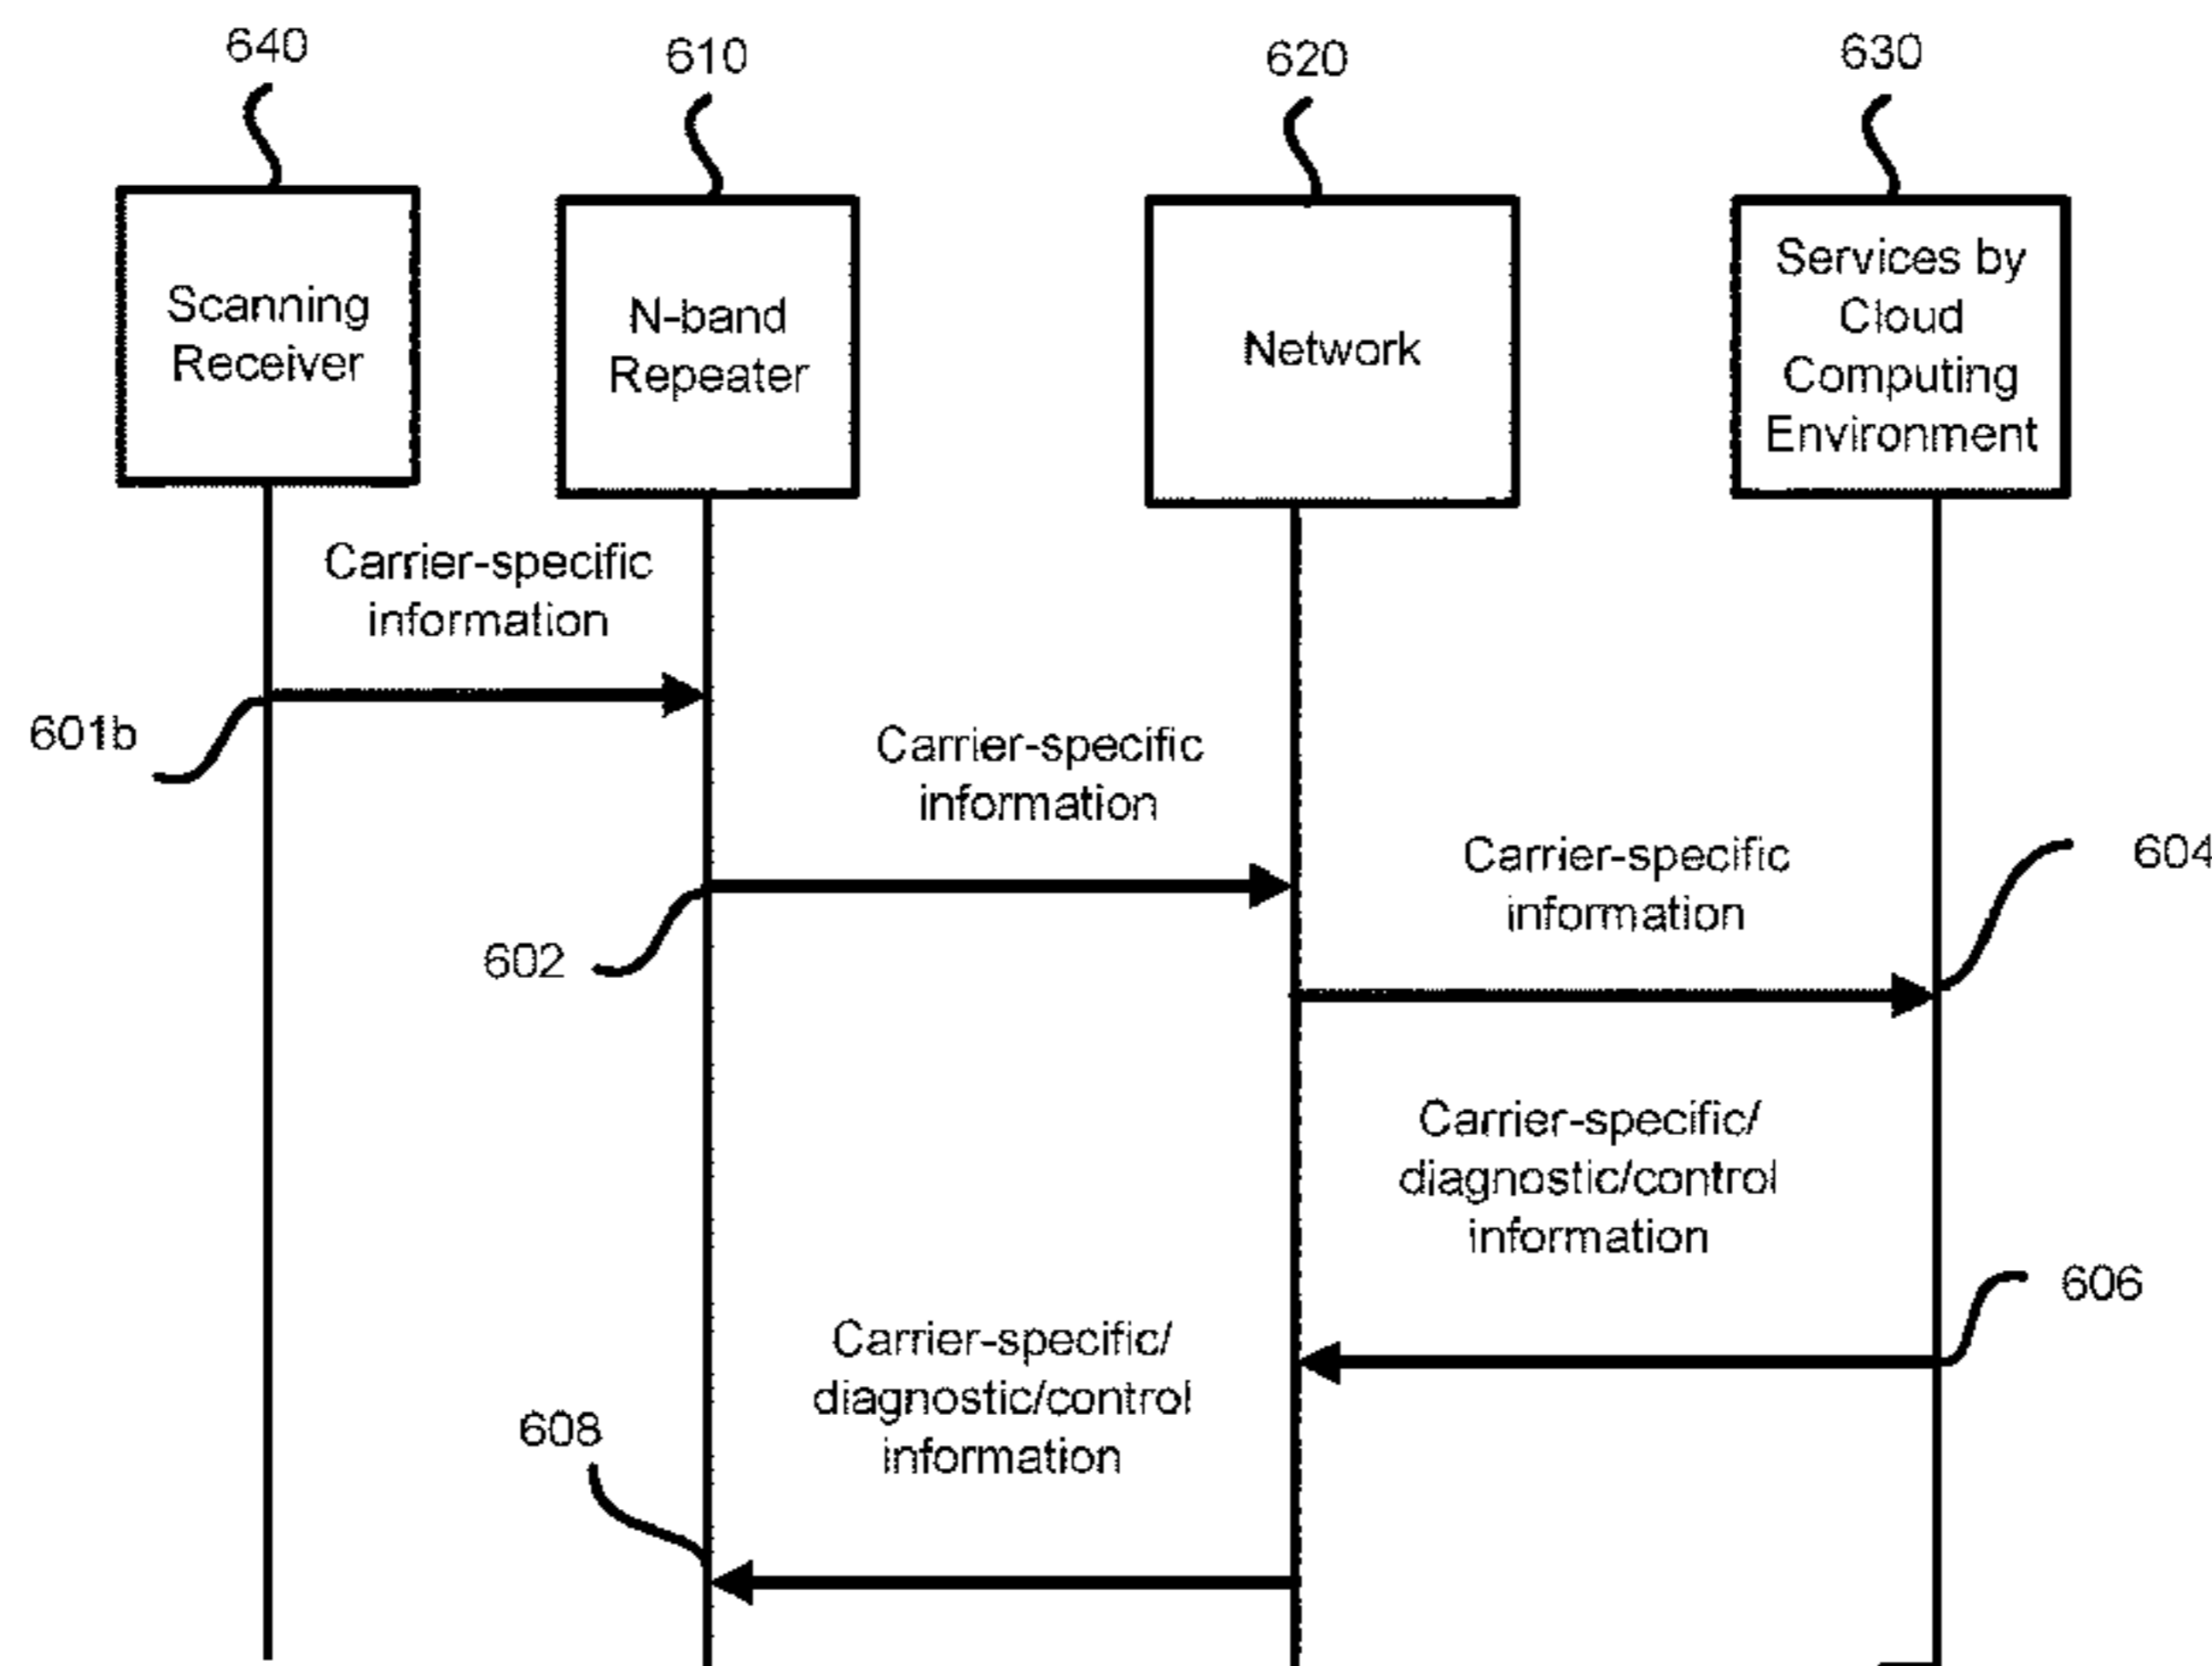 640
610
620
630
Scanning
Receiver
N-band
Repeater
Network
Services by
Cloud
Computing
Environment
Carrier-specific
information
601b
Carrier-specific
information
602
Carrier-specific
information
604
Carrier-specific/
diagnostic/control
information
606
Carrier-specific/
diagnostic/control
information
608